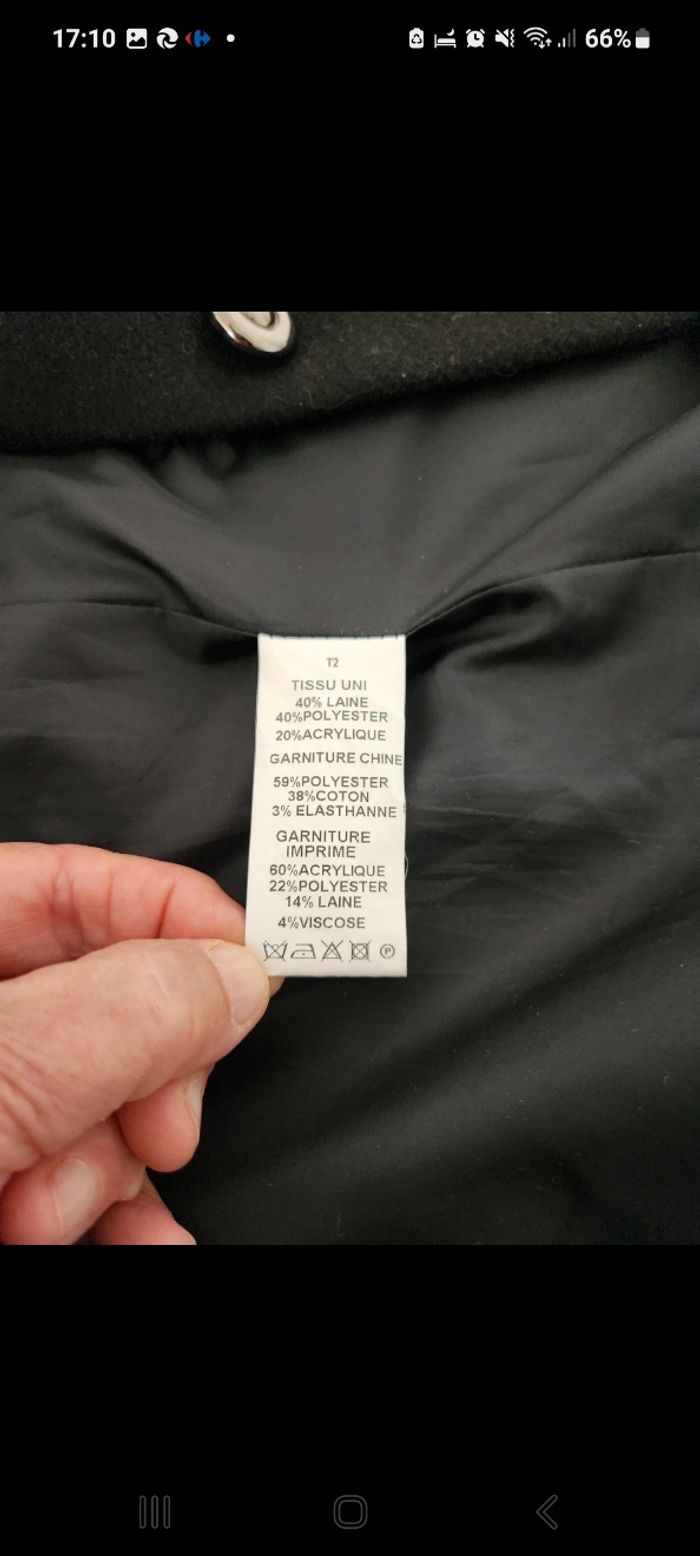 17:10
66%
T2
TISSU UNI
40% LAINE
40%POLYESTER
20%ACRYLIQUE
GARNITURE CHINE
59%POLYESTER
38%COTON
3% ELASTHANNE
GARNITURE
IMPRIME
60%ACRYLIQUE
22%POLYESTER
14% LAINE
4%VISCOSE
P